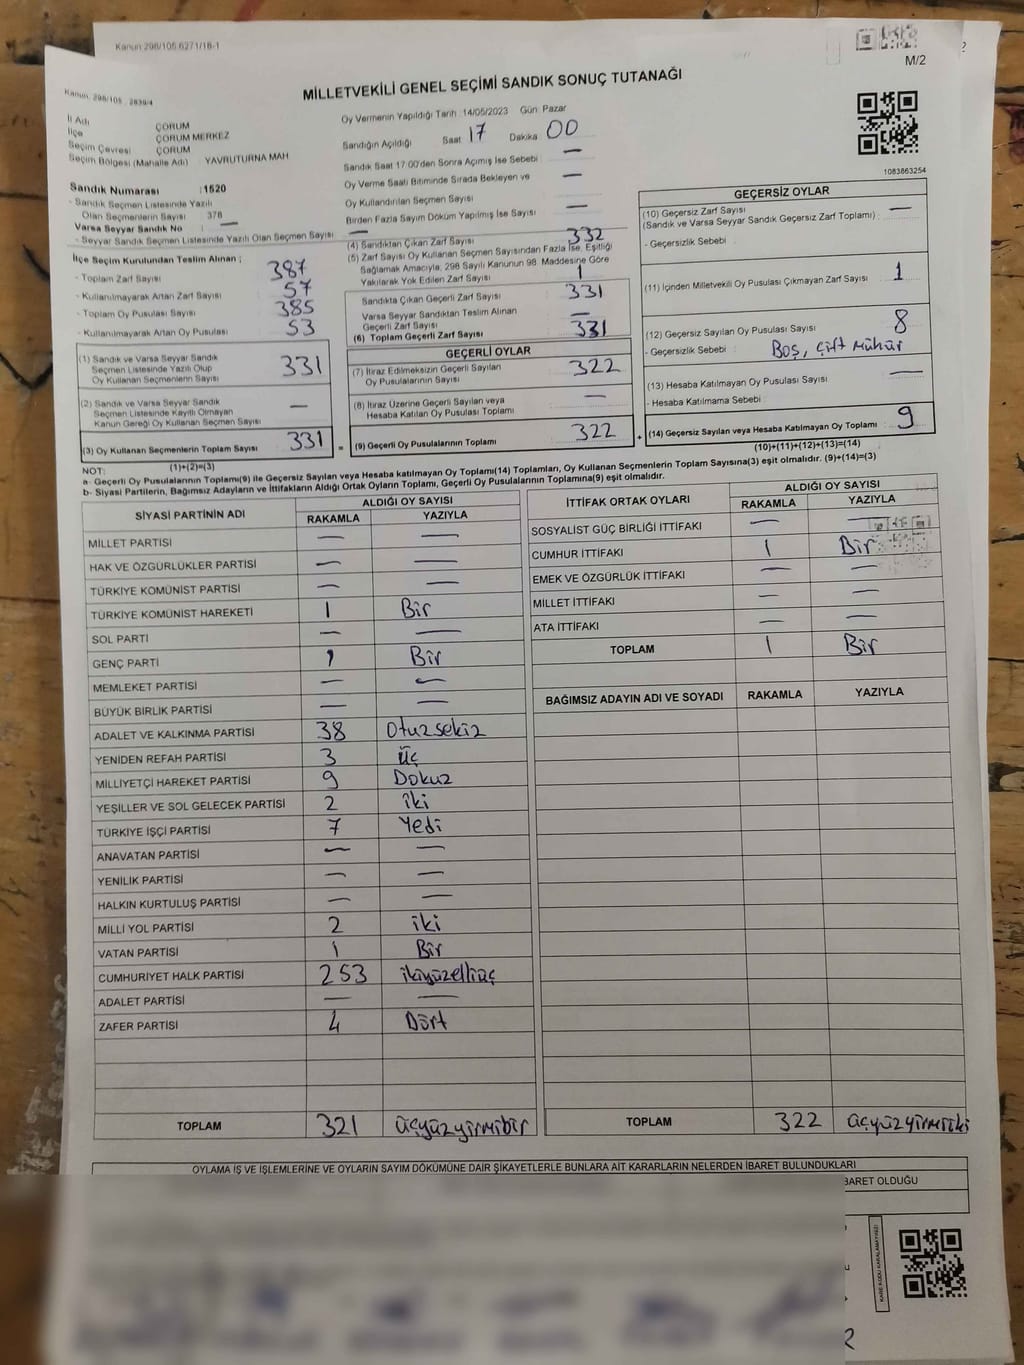 Kanun 298/105.6271/18-1
M/2
Kanun, 298/105 , 2839/4
MİLLETVEKİLİ GENEL SEÇİMİ SANDIK SONUÇ TUTANAĞI
İl Adı ÇORUM
İlçe ÇORUM MERKEZ
Seçim Çevresi ÇORUM
Seçim Bölgesi (Mahalle Adı) YAVRUTURNA MAH
Sandık Numarası : 1520
- Sandık Seçmen Listesinde Yazılı
Olan Seçmenlerin Sayısı 378
Varsa Seyyar Sandık No —
- Seyyar Sandık Seçmen Listesinde Yazılı Olan Seçmen Sayısı —
İlçe Seçim Kurulundan Teslim Alınan ;
- Toplam Zarf Sayısı 387
- Kullanılmayarak Artan Zarf Sayısı 57
- Toplam Oy Pusulası 385
- Kullanılmayarak Artan Oy Pusulası 53
(1) Sandık ve Varsa Seyyar Sandık
Seçmen Listesinde Yazılı Olup
Oy Kullanan Seçmenlerin Sayısı 331
(2) Sandık ve Varsa Seyyar Sandık
Seçmen Listesinde Kayıtlı Olmayan
Kanun Gereği Oy Kullanan Seçmen Sayısı —
(3) Oy Kullanan Seçmenlerin Toplam Sayısı 331 =
(1)+(2)=(3)
Oy Vermenin Yapıldığı Tarih : 14/05/2023 Gün: Pazar
Sandığın Açıldığı Saat 17 Dakika 00
Sandık Saat 17.00'den Sonra Açılmış İse Sebebi : —
Oy Verme Saati Bitiminde Sırada Bekleyen ve
Oy Kullandırılan Seçmen Sayısı —
Birden Fazla Sayım Döküm Yapılmış İse Sayısı —
(4) Sandıktan Çıkan Zarf Sayısı 332
(5) Zarf Sayısı Oy Kullanan Seçmen Sayısından Fazla İse, Eşitliği
Sağlamak Amacıyla, 298 Sayılı Kanunun 98. Maddesine Göre
Yakılarak Yok Edilen Zarf Sayısı 1
Sandıkta Çıkan Geçerli Zarf Sayısı 331
Varsa Seyyar Sandıktan Teslim Alınan
Geçerli Zarf Sayısı —
(6) Toplam Geçerli Zarf Sayısı 331
GEÇERLİ OYLAR
(7) İtiraz Edilmeksizin Geçerli Sayılan
Oy Pusulalarının Sayısı 322
(8) İtiraz Üzerine Geçerli Sayılan veya
Hesaba Katılan Oy Pusulası Toplamı —
(9) Geçerli Oy Pusulalarının Toplamı 322 +
1083863254
GEÇERSİZ OYLAR
(10) Geçersiz Zarf Sayısı
(Sandık ve Varsa Seyyar Sandık Geçersiz Zarf Toplamı) : —
- Geçersizlik Sebebi :
(11) İçinden Milletvekili Oy Pusulası Çıkmayan Zarf Sayısı 1
(12) Geçersiz Sayılan Oy Pusulası Sayısı 8
- Geçersizlik Sebebi : Boş, Çift mühür
(13) Hesaba Katılmayan Oy Pusulası Sayısı —
- Hesaba Katılmama Sebebi :
(14) Geçersiz Sayılan veya Hesaba Katılmayan Oy Toplamı 9
(10)+(11)+(12)+(13)=(14)
NOT:
a- Geçerli Oy Pusulalarının Toplamı(9) ile Geçersiz Sayılan veya Hesaba katılmayan Oy Toplamı(14) Toplamları, Oy Kullanan Seçmenlerin Toplam Sayısına(3) eşit olmalıdır. (9)+(14)=(3)
b- Siyasi Partilerin, Bağımsız Adayların ve İttifakların Aldığı Ortak Oyların Toplamı, Geçerli Oy Pusulalarının Toplamına(9) eşit olmalıdır.
SİYASİ PARTİNİN ADI ALDIĞI OY SAYISI
RAKAMLA YAZIYLA
MİLLET PARTİSİ — —
HAK VE ÖZGÜRLÜKLER PARTİSİ — —
TÜRKİYE KOMÜNİST PARTİSİ — —
TÜRKİYE KOMÜNİST HAREKETİ 1 Bir
SOL PARTİ — —
GENÇ PARTİ 1 Bir
MEMLEKET PARTİSİ — —
BÜYÜK BİRLİK PARTİSİ — —
ADALET VE KALKINMA PARTİSİ 38 Otuzsekiz
YENİDEN REFAH PARTİSİ 3 Üç
MİLLİYETÇİ HAREKET PARTİSİ 9 Dokuz
YEŞİLLER VE SOL GELECEK PARTİSİ 2 iki
TÜRKİYE İŞÇİ PARTİSİ 7 Yedi
ANAVATAN PARTİSİ — —
YENİLİK PARTİSİ — —
HALKIN KURTULUŞ PARTİSİ — —
MİLLİ YOL PARTİSİ 2 iki
VATAN PARTİSİ 1 Bir
CUMHURİYET HALK PARTİSİ 253 ikiyüzelliüç
ADALET PARTİSİ — —
ZAFER PARTİSİ 4 Dört
TOPLAM 321 üçyüzyirmibir
İTTİFAK ORTAK OYLARI ALDIĞI OY SAYISI
RAKAMLA YAZIYLA
SOSYALİST GÜÇ BİRLİĞİ İTTİFAKI — —
CUMHUR İTTİFAKI 1 Bir
EMEK VE ÖZGÜRLÜK İTTİFAKI — —
MİLLET İTTİFAKI — —
ATA İTTİFAKI — —
TOPLAM 1 Bir
BAĞIMSIZ ADAYIN ADI VE SOYADI RAKAMLA YAZIYLA
TOPLAM 322 üçyüzyirmiiki
OYLAMA İŞ VE İŞLEMLERİNE VE OYLARIN SAYIM DÖKÜMÜNE DAİR ŞİKAYETLERLE BUNLARA AİT KARARLARIN NELERDEN İBARET BULUNDUKLARI
BARET OLDUĞU
KARE KODU KARALAMAYINIZ!